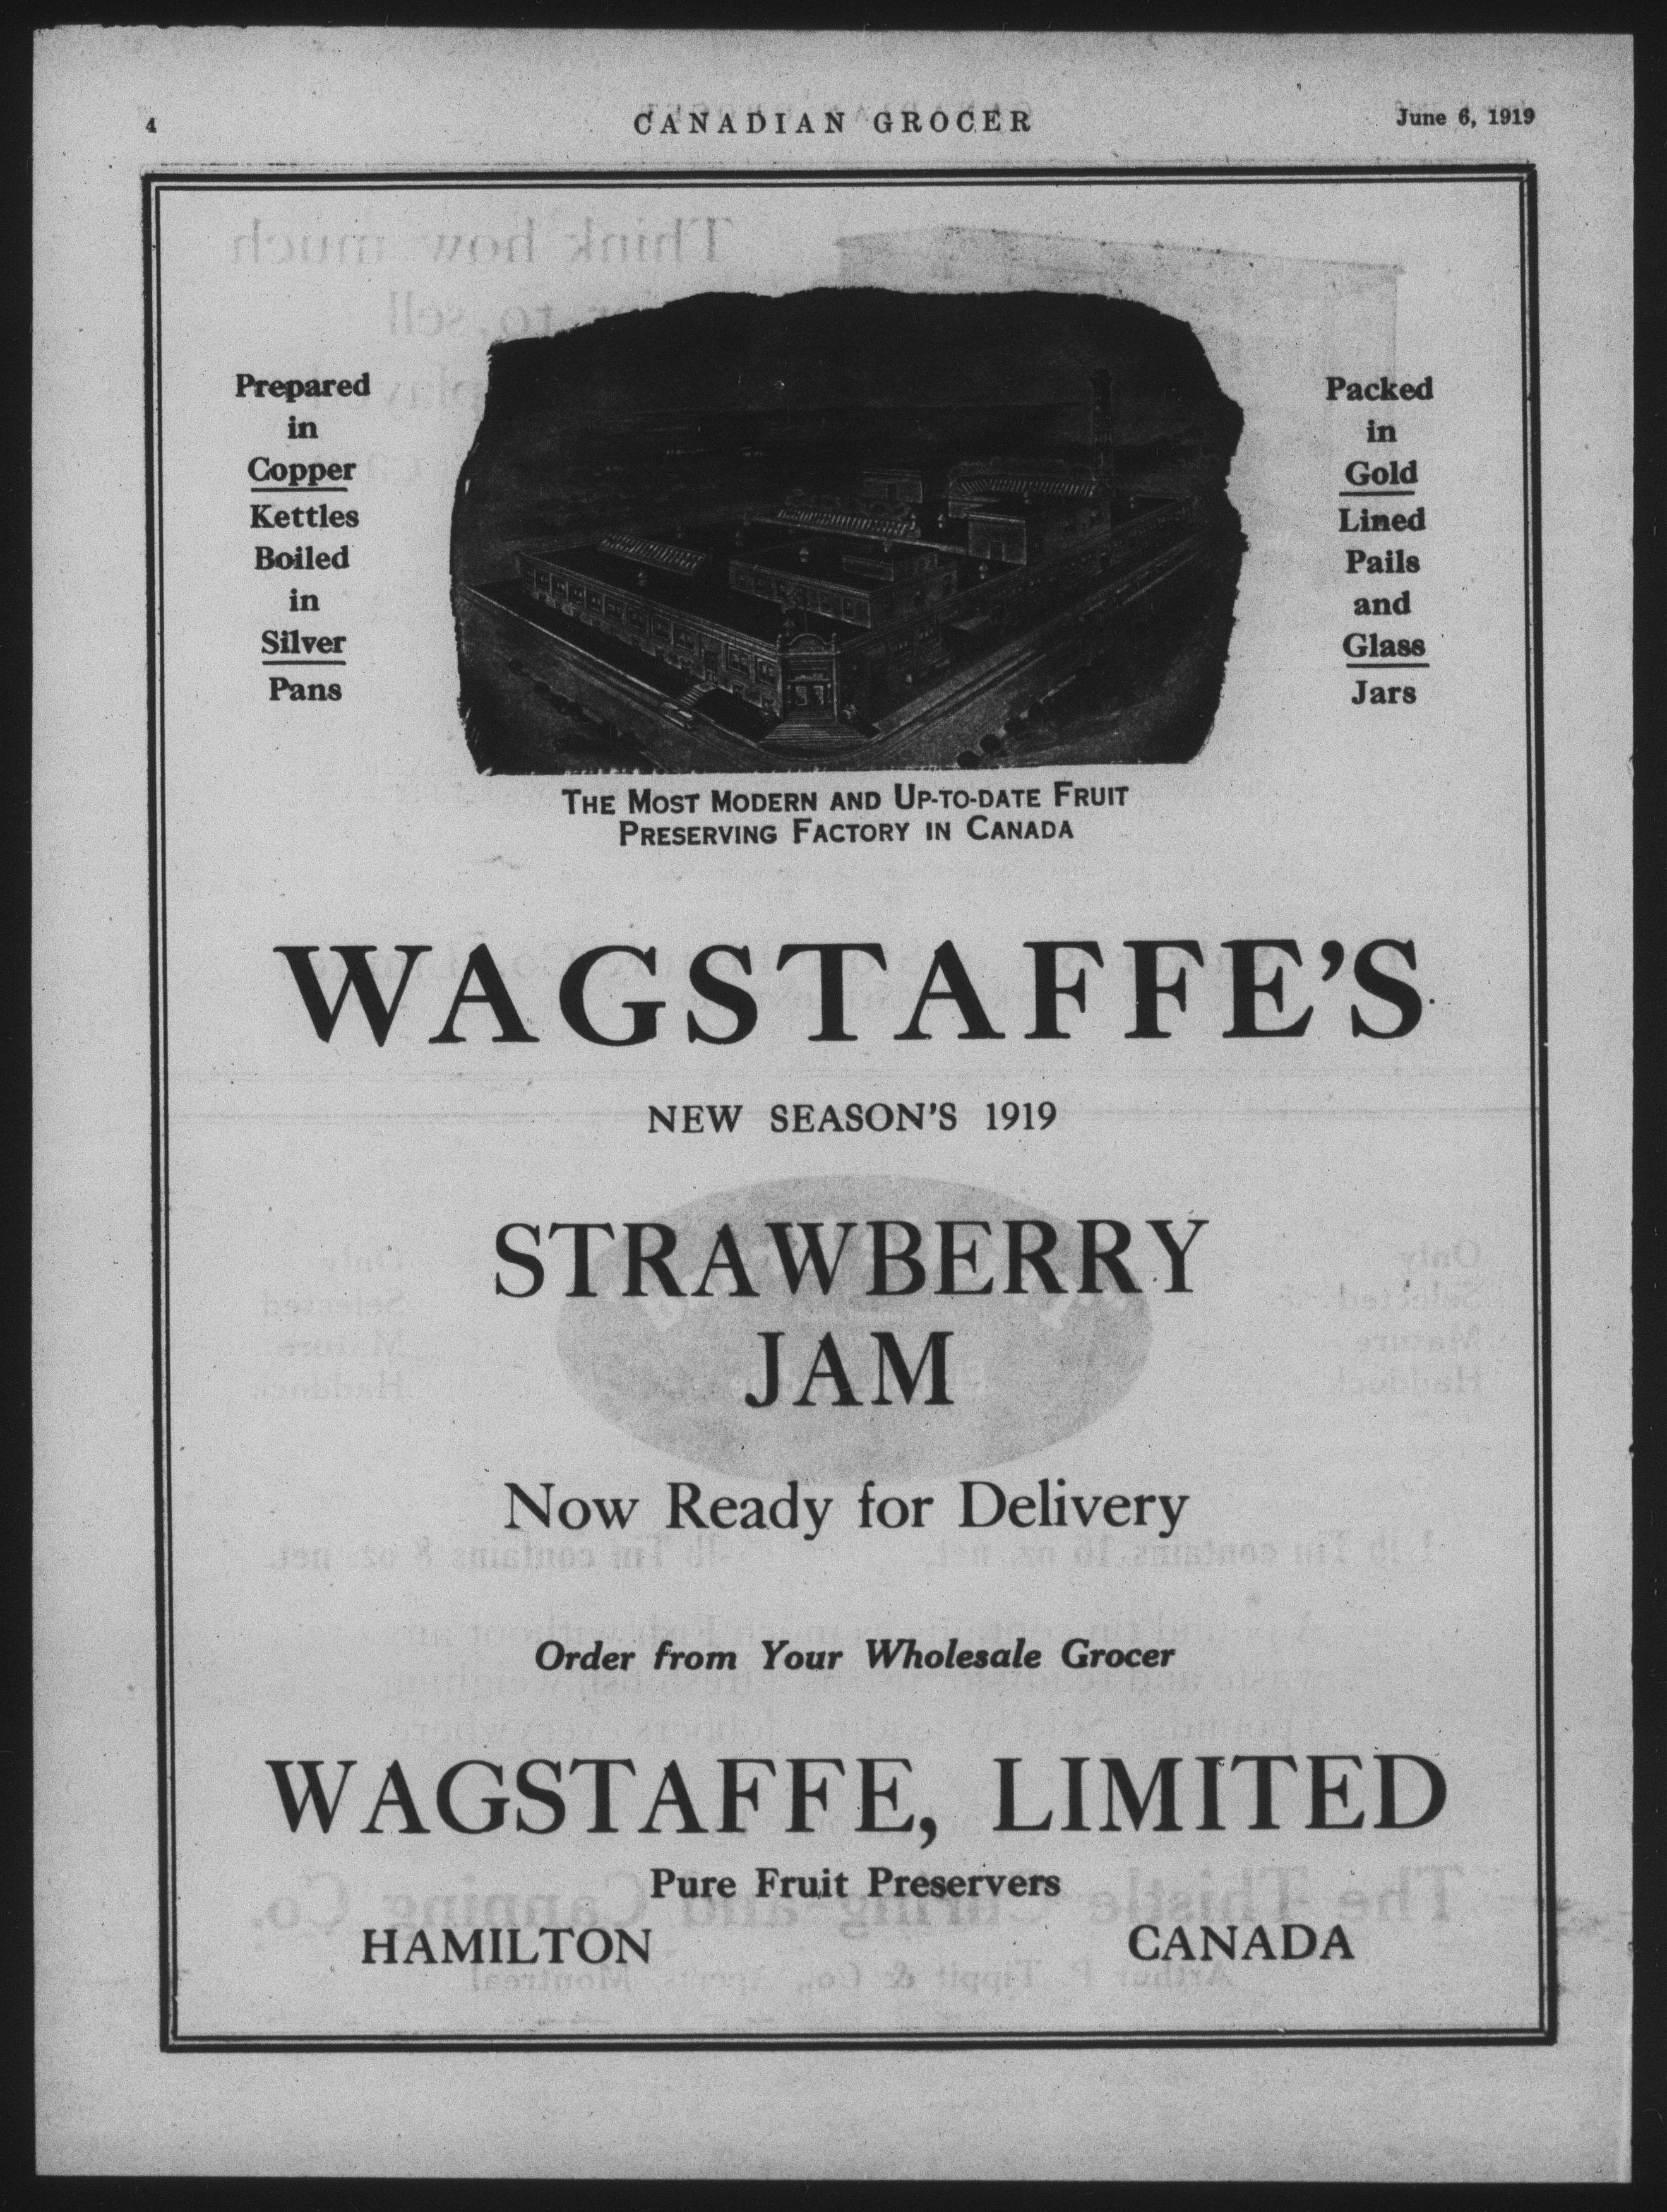 4
CANADIAN GROCER
June 6, 1919
Prepared
in
Copper
Kettles
Boiled
in
Silver
Pans
Packed
in
Gold
Lined
Pails
and
Glass
Jars
THE MOST MODERN AND UP-TO-DATE FRUIT
PRESERVING FACTORY IN CANADA
WAGSTAFFE'S
NEW SEASON'S 1919
STRAWBERRY
JAM
Now Ready for Delivery
Order from Your Wholesale Grocer
WAGSTAFFE, LIMITED
Pure Fruit Preservers
HAMILTON CANADA